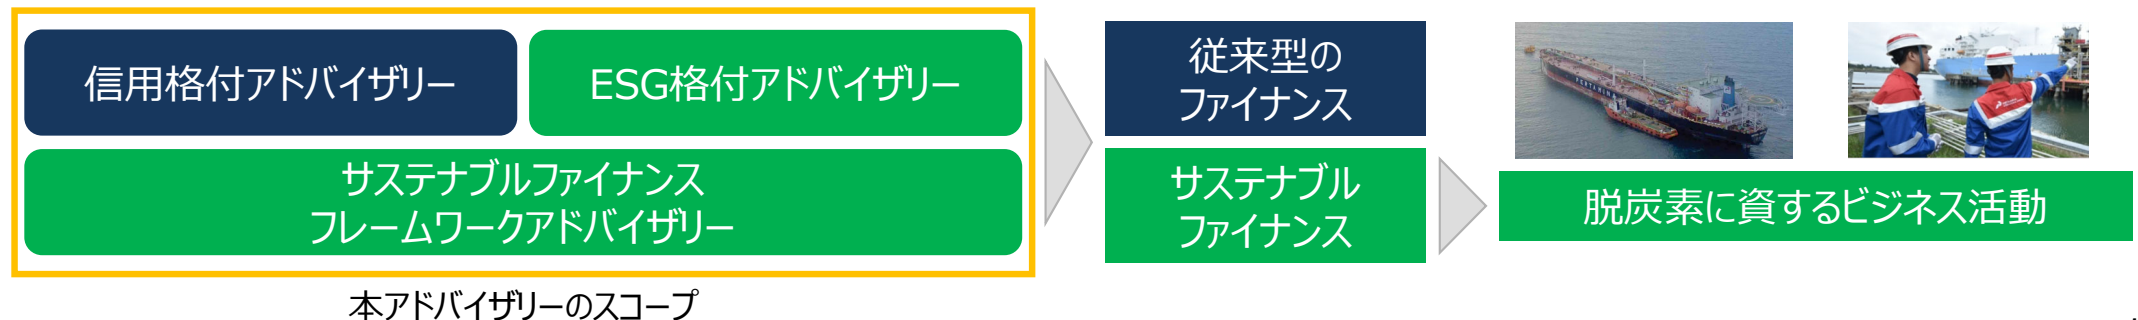 信用格付アドバイザリー
ESG格付アドバイザリー
サステナブルファイナンス
フレームワークアドバイザリー
本アドバイザリーのスコープ
従来型の
ファイナンス
サステナブル
ファイナンス
PERTAMINA
脱炭素に資するビジネス活動